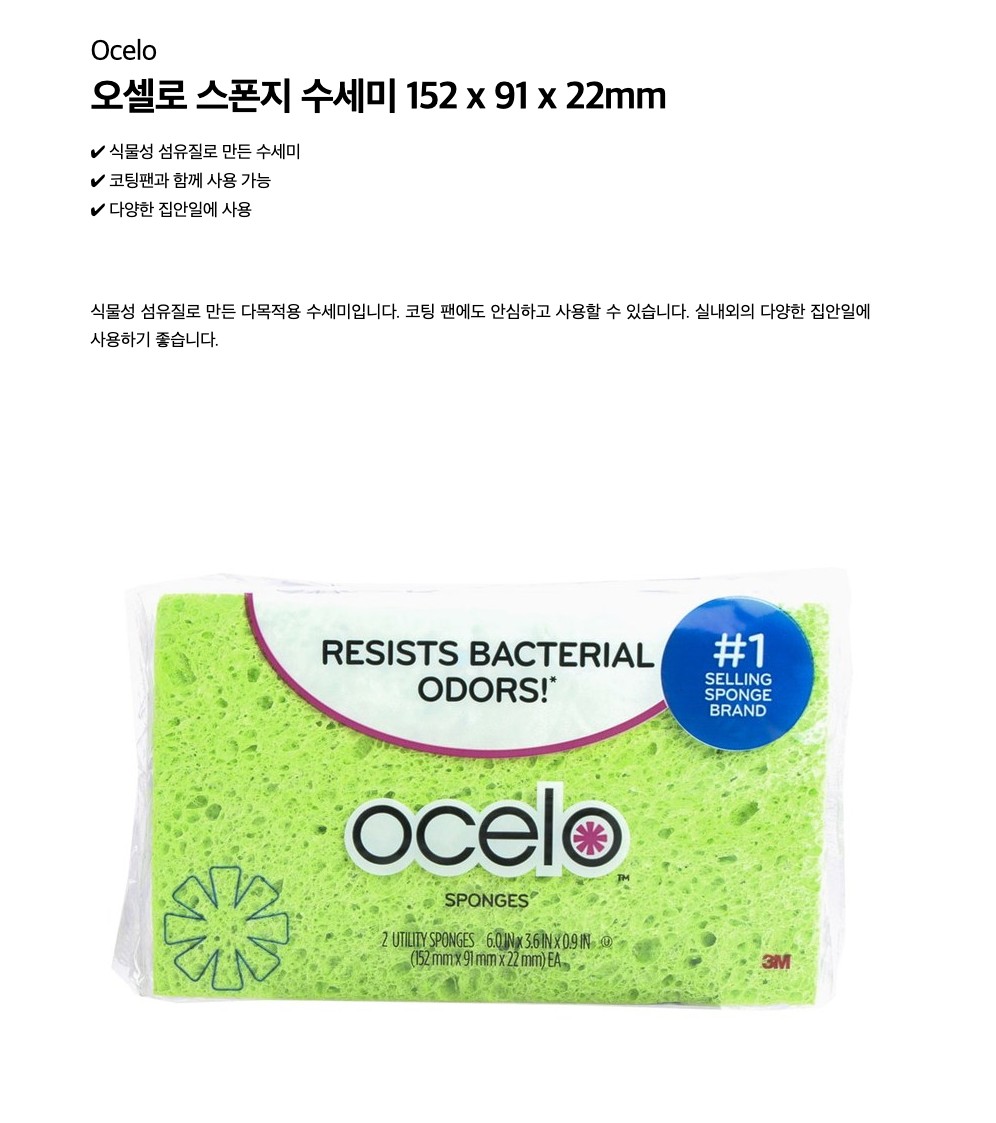 Ocelo
오셀로 스폰지 수세미 152 x 91 x 22mm
✔ 식물성 섬유질로 만든 수세미
✔ 코팅팬과 함께 사용 가능
✔ 다양한 집안일에 사용
식물성 섬유질로 만든 다목적용 수세미입니다. 코팅 팬에도 안심하고 사용할 수 있습니다. 실내외의 다양한 집안일에
사용하기 좋습니다.
RESISTS BACTERIAL
ODORS!*
#1
SELLING
SPONGE
BRAND
ocelo™
SPONGES
2 UTILITY SPONGES 6.0 IN x 3.6 IN x 0.9 IN Ⓤ
(152 mm x 91 mm x 22 mm) EA
3M